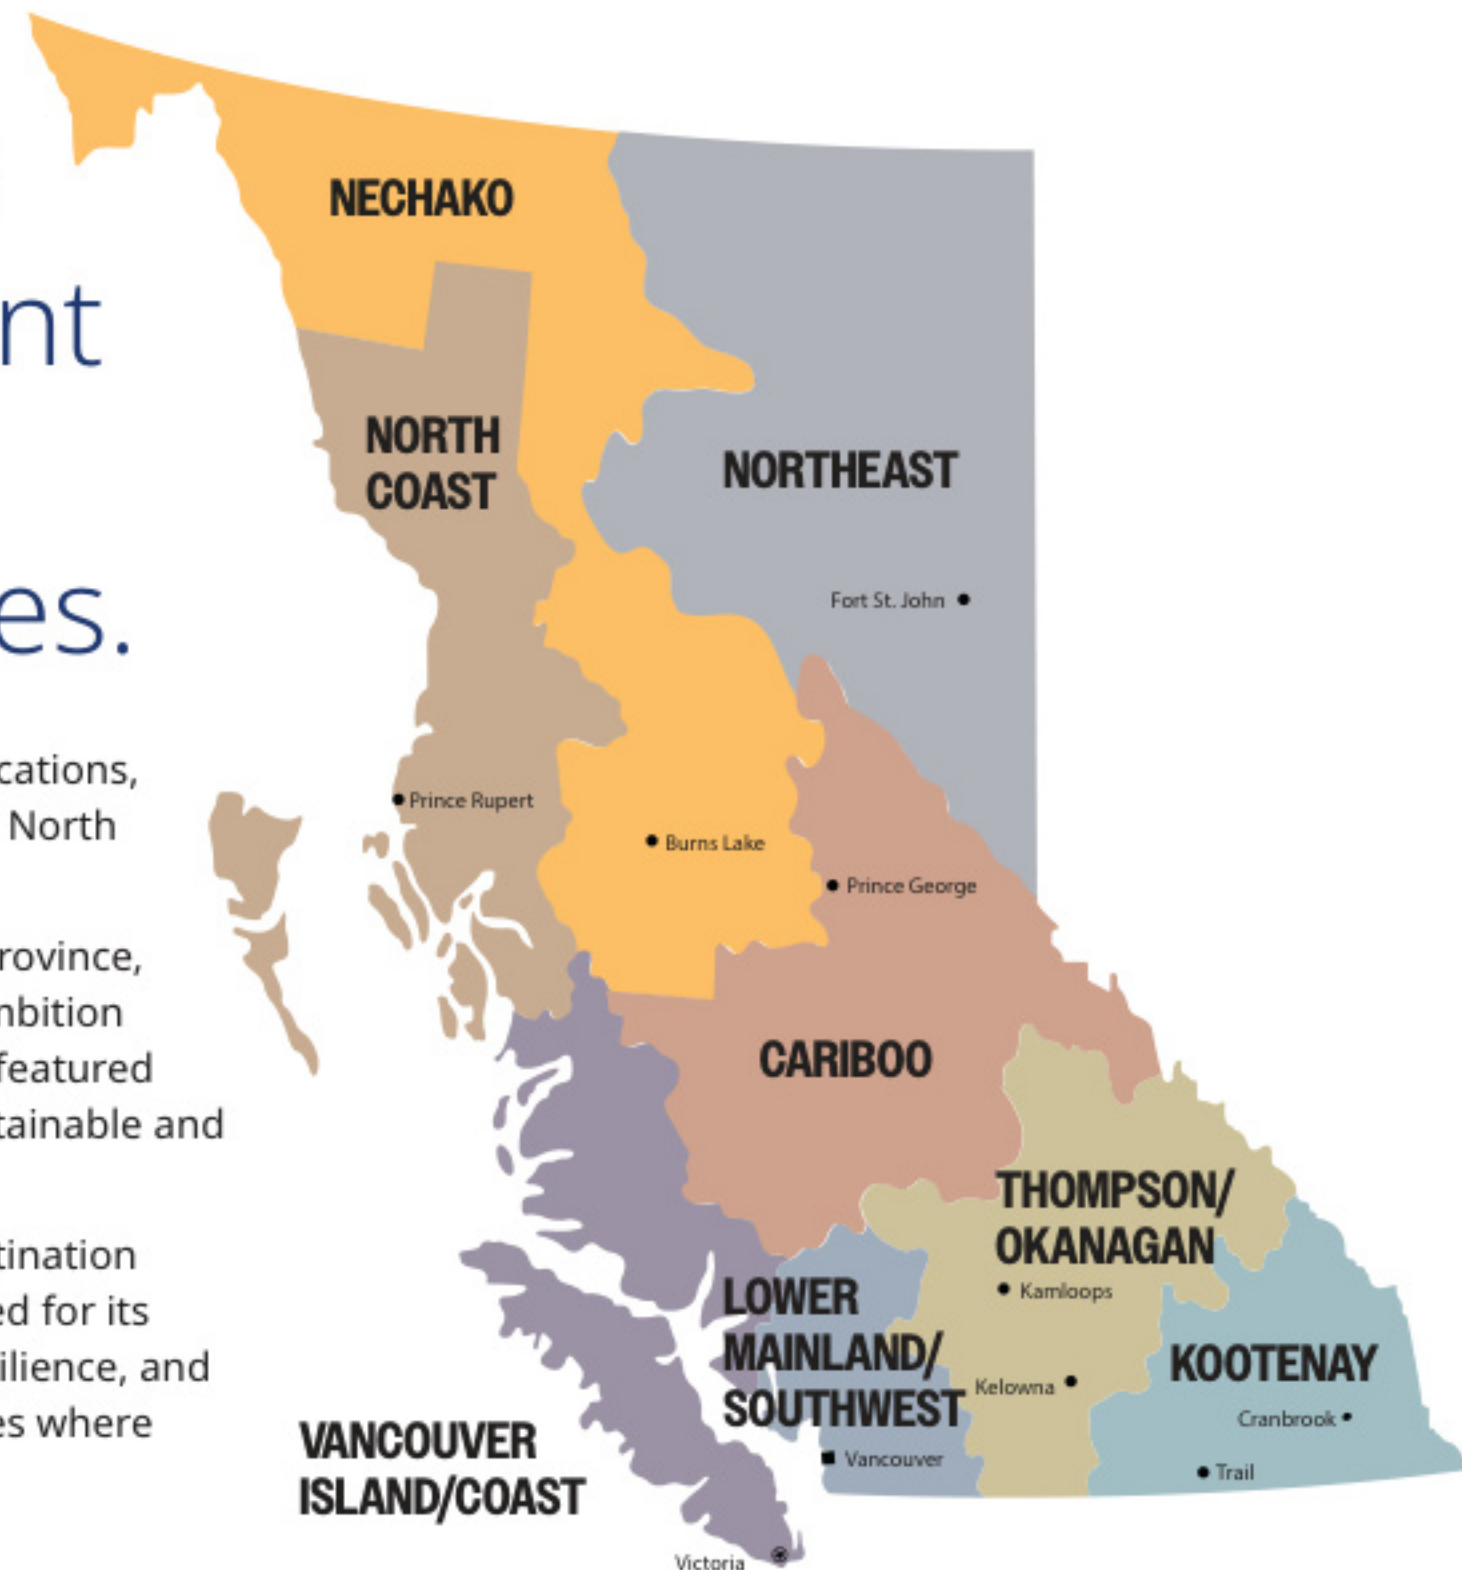 nt
es.
cations,
North
rovince,
mbition
featured
tainable and
tination
ed for its
ilience, and
es where
NECHAKO
NORTH
COAST
NORTHEAST
Fort St. John
Prince Rupert
Burns Lake
Prince George
CARIBOO
THOMPSON/
OKANAGAN
Kamloops
LOWER
MAINLAND/
SOUTHWEST
Kelowna
KOOTENAY
Cranbrook
Trail
Vancouver
VANCOUVER
ISLAND/COAST
Victoria